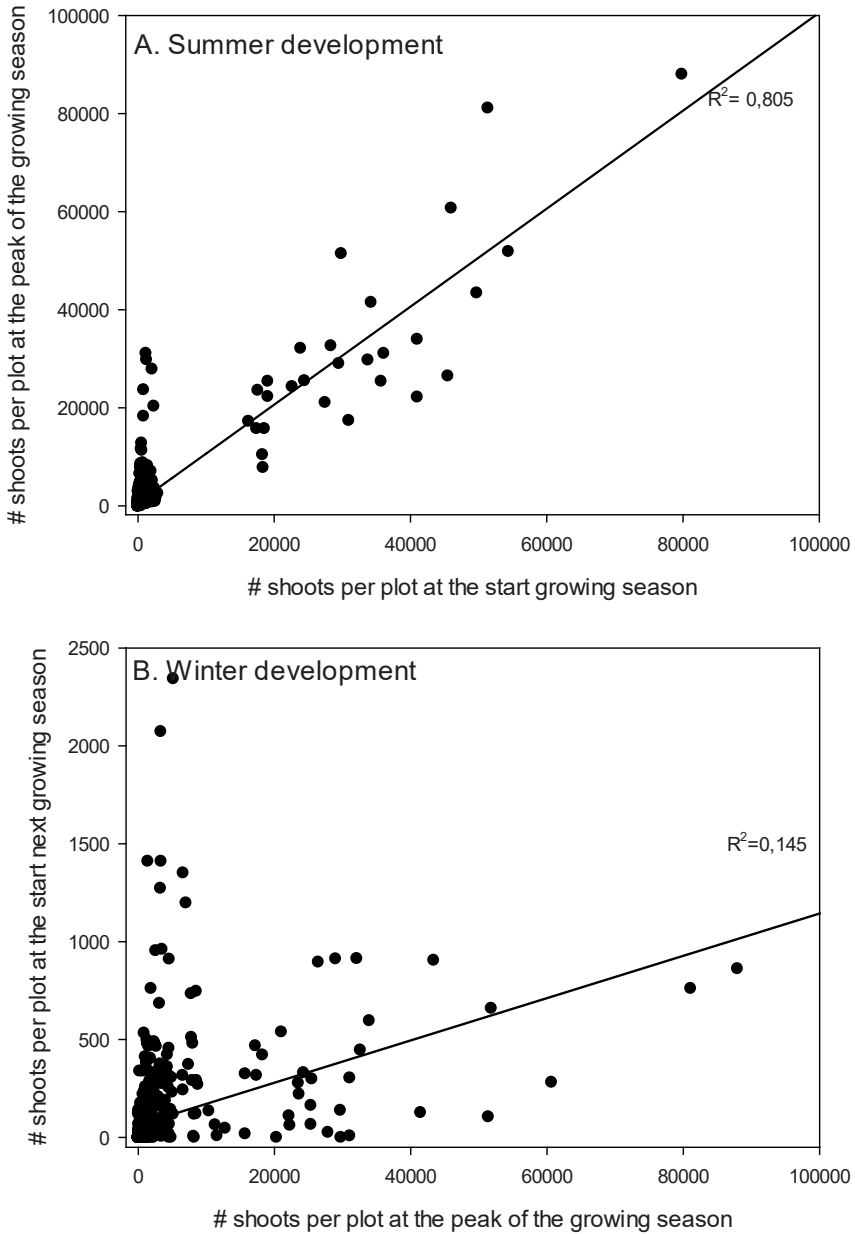 100000
A. Summer development
R2= 0,805
80000
60000
40000
20000
0
# shoots per plot at the peak of the growing season
0 20000 40000 60000 80000 100000
# shoots per plot at the start growing season
2500
B. Winter development
2000
1500
R2=0,145
1000
500
0
# shoots per plot at the start next growing season
0 20000 40000 60000 80000 100000
# shoots per plot at the peak of the growing season